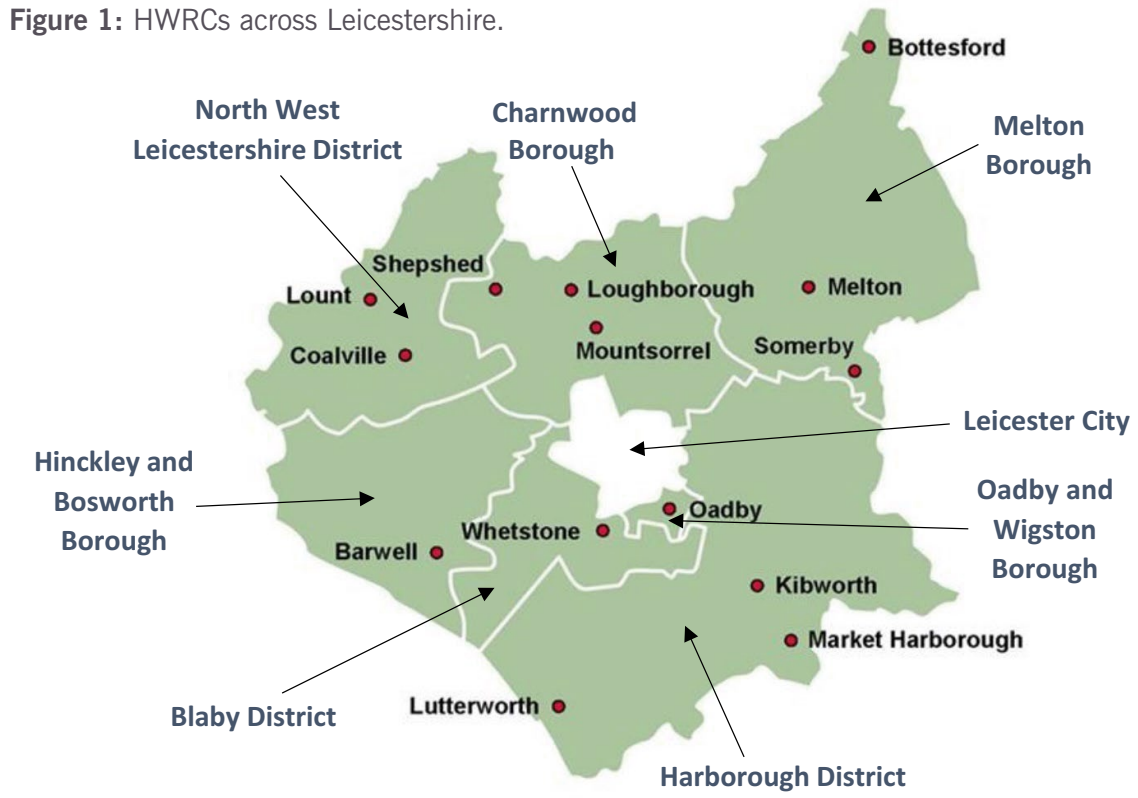 Figure 1: HWRCs across Leicestershire.
Bottesford
North West
Leicestershire District
Charnwood
Borough
Melton
Borough
Shepshed
Lount
Loughborough
Melton
Coalville
Mountsorrel
Somerby
Leicester City
Hinckley and
Bosworth
Borough
Oadby and
Wigston
Borough
Oadby
Whetstone
Barwell
Kibworth
Market Harborough
Blaby District
Lutterworth
Harborough District